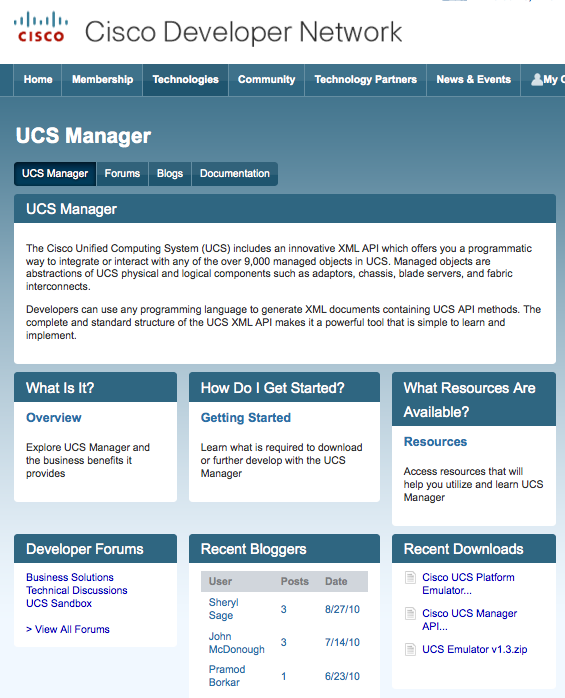 CISCO
Cisco Developer Network
Home
Membership
Technologies
Community
Technology Partners
News & Events
My C
UCS Manager
UCS Manager
Forums
Blogs
Documentation
UCS Manager
The Cisco Unified Computing System (UCS) includes an innovative XML API which offers you a programmatic
way to integrate or interact with any of the over 9,000 managed objects in UCS. Managed objects are
abstractions of UCS physical and logical components such as adaptors, chassis, blade servers, and fabric
interconnects.
Developers can use any programming language to generate XML documents containing UCS API methods. The
complete and standard structure of the UCS XML API makes it a powerful tool that is simple to learn and
implement.
What Is It?
Overview
Explore UCS Manager and
the business benefits it
provides
How Do I Get Started?
Getting Started
Learn what is required to download
or further develop with the UCS
Manager
What Resources Are
Available?
Resources
Access resources that will
help you utilize and learn UCS
Manager
Developer Forums
Business Solutions
Technical Discussions
UCS Sandbox
> View All Forums
Recent Bloggers
User Posts Date
Sheryl
Sage 3 8/27/10
John
McDonough 3 7/14/10
Pramod
Borkar 1 6/23/10
Recent Downloads
Cisco UCS Platform
Emulator...
Cisco UCS Manager
API...
UCS Emulator v1.3.zip